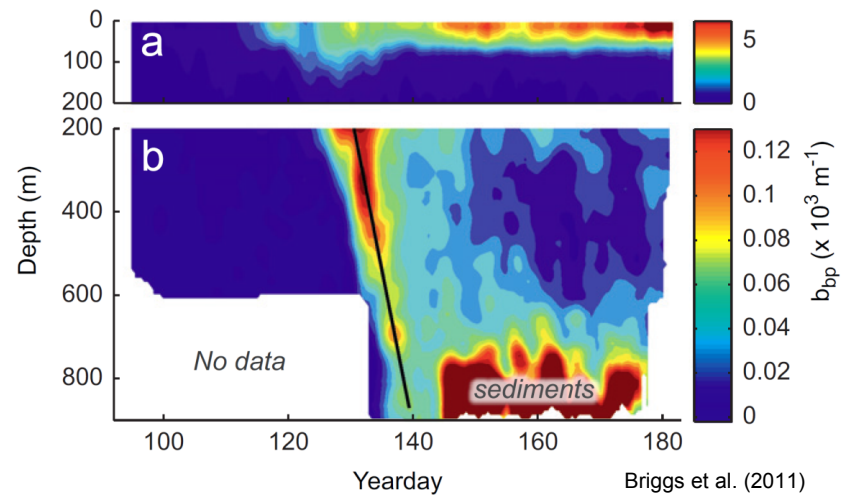 a
0
100
200
5
0
b
200
400
600
800
Depth (m)
No data
sediments
0.12
0.1
0.08
0.06
0.04
0.02
0
b_bp (x 10³ m⁻¹)
100
120
140
160
180
Yearday
Briggs et al. (2011)